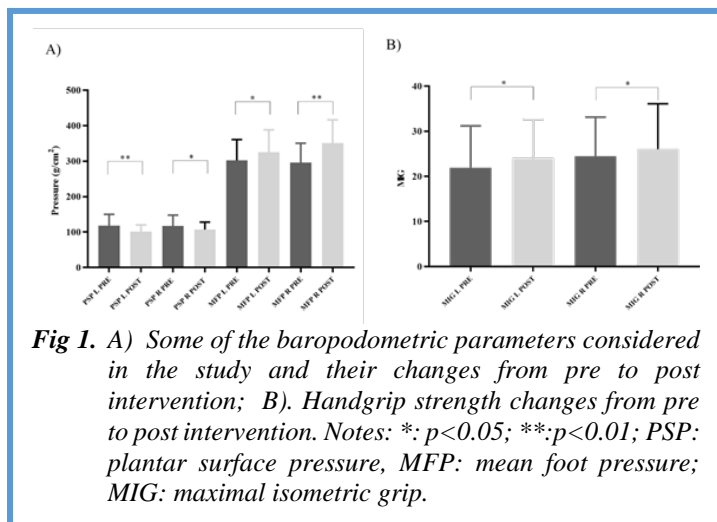 A)
Pressure (g/cm²)
500
400
300
200
100
0
**
*
*
**
PSP L PRE
PSP L POST
PSP R PRE
PSP R POST
MFP L PRE
MFP L POST
MFP R PRE
MFP R POST
B)
MIG
40
30
20
10
0
*
*
MIG L PRE
MIG L POST
MIG R PRE
MIG R POST
Fig 1. A) Some of the baropodometric parameters considered
in the study and their changes from pre to post
intervention; B). Handgrip strength changes from pre
to post intervention. Notes: *: p<0.05; **:p<0.01; PSP:
plantar surface pressure, MFP: mean foot pressure;
MIG: maximal isometric grip.